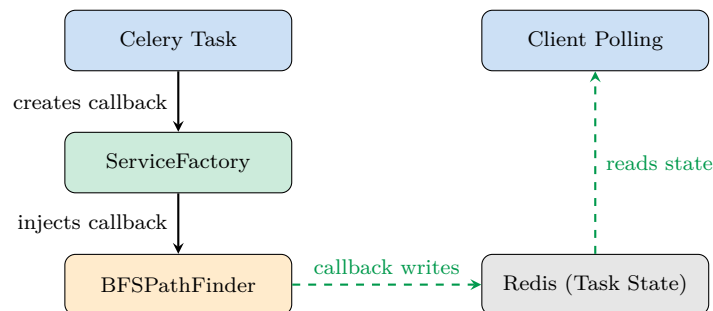 Celery Task
Client Polling
creates callback
reads state
ServiceFactory
injects callback
BFSPathFinder
callback writes
Redis (Task State)